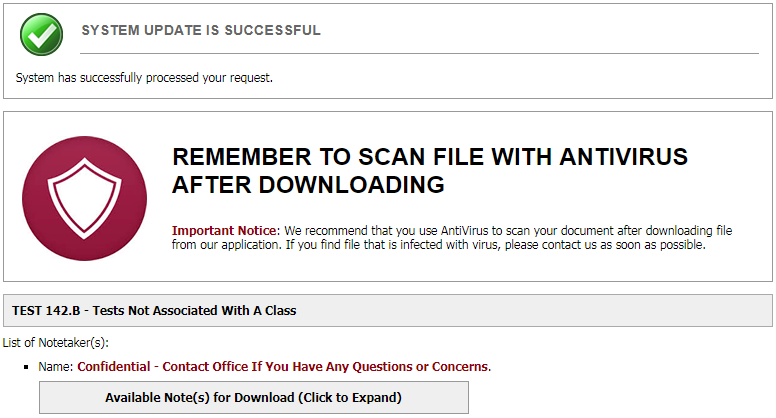 SYSTEM UPDATE IS SUCCESSFUL
System has successfully processed your request.
REMEMBER TO SCAN FILE WITH ANTIVIRUS
AFTER DOWNLOADING
Important Notice: We recommend that you use AntiVirus to scan your document after downloading file
from our application. If you find file that is infected with virus, please contact us as soon as possible.
TEST 142.B - Tests Not Associated With A Class
List of Notetaker(s):
Name: Confidential - Contact Office If You Have Any Questions or Concerns.
Available Note(s) for Download (Click to Expand)